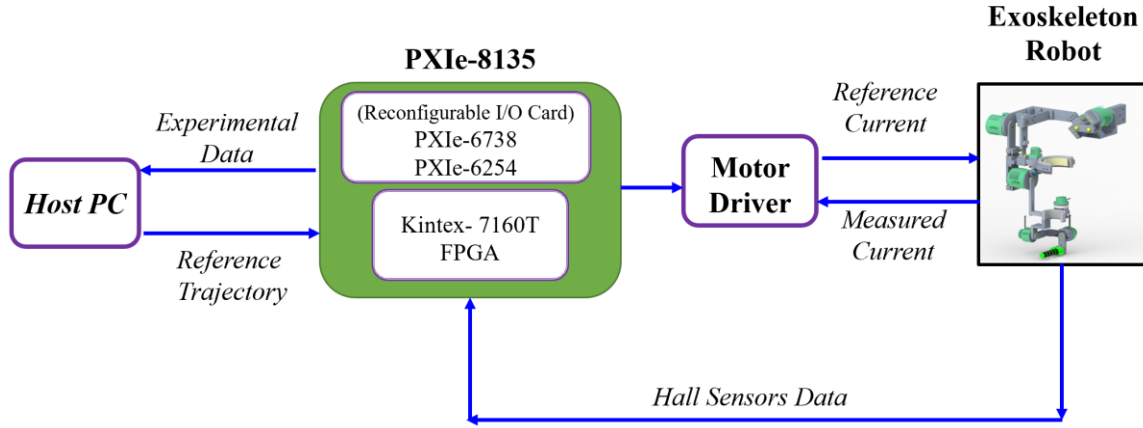 Exoskeleton
Robot
PXIe-8135
(Reconfigurable I/O Card)
PXIe-6738
PXIe-6254
Kintex- 7160T
FPGA
Experimental
Data
Host PC
Reference
Trajectory
Motor
Driver
Reference
Current
Measured
Current
Hall Sensors Data